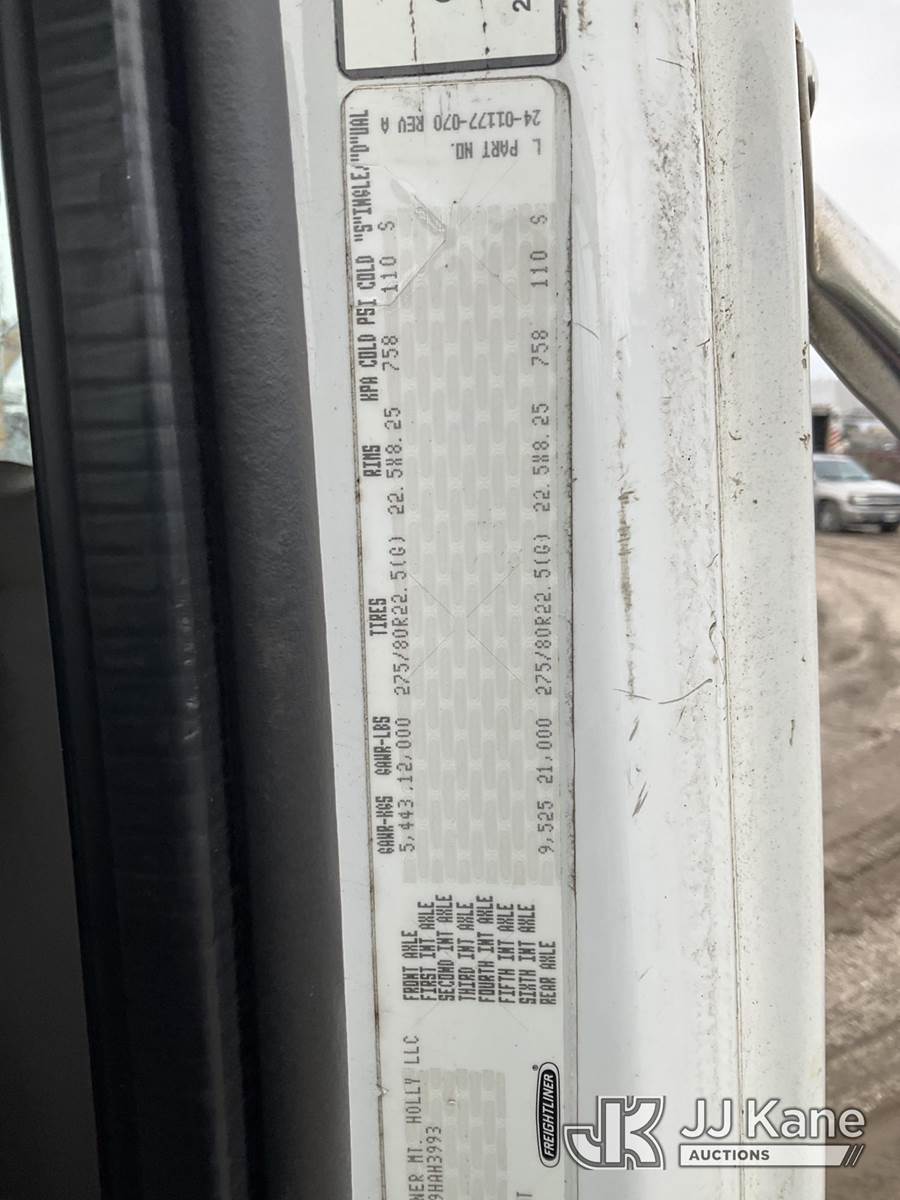 GAWR-KGS GAWR-LBS TIRES RIMS KPA COLD PSI COLD "S"INGLE/"D"UAL
FRONT AXLE 5,443 12,000 275/80R22.5(G) 22.5X8.25 758 110 S
FIRST INT AXLE
SECOND INT AXLE
THIRD INT AXLE
FOURTH INT AXLE
FIFTH INT AXLE
SIXTH INT AXLE
REAR AXLE 9,525 21,000 275/80R22.5(G) 22.5X8.25 758 110 S
L PART NO.
24-01177-070 REV A
NER MT. HOLLY LLC
9HAH3993
FREIGHTLINER
JK JJ Kane
AUCTIONS